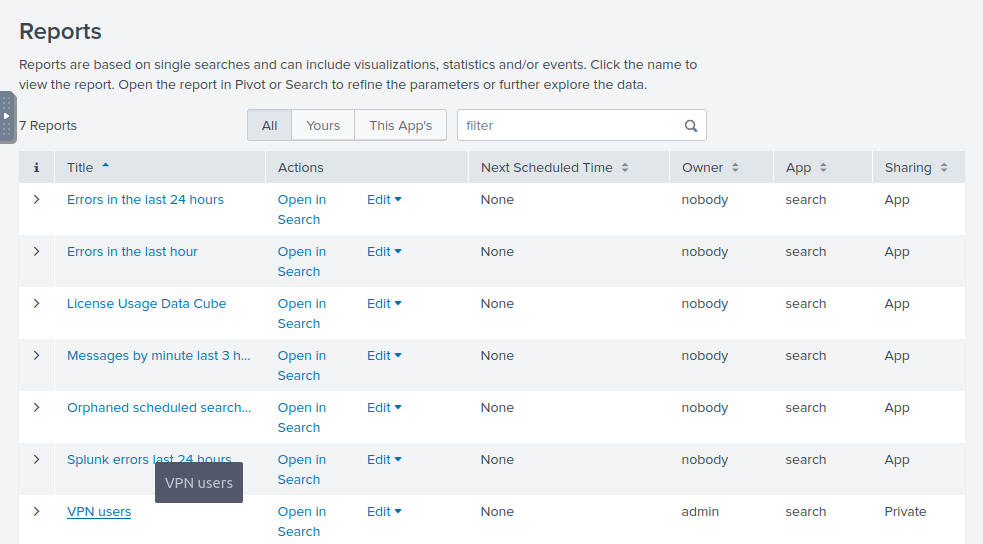 Reports
Reports are based on single searches and can include visualizations, statistics and/or events. Click the name to
view the report. Open the report in Pivot or Search to refine the parameters or further explore the data.
7 Reports All Yours This App's filter
i Title Actions Next Scheduled Time Owner App Sharing
Errors in the last 24 hours Open in Edit None nobody search App
Search
Errors in the last hour Open in Edit None nobody search App
Search
License Usage Data Cube Open in Edit None nobody search App
Search
Messages by minute last 3 h... Open in Edit None nobody search App
Search
Orphaned scheduled search... Open in Edit None nobody search App
Search
Splunk errors last 24 hours Open in Edit None nobody search App
Search
VPN users
VPN users Open in Edit None admin search Private
Search